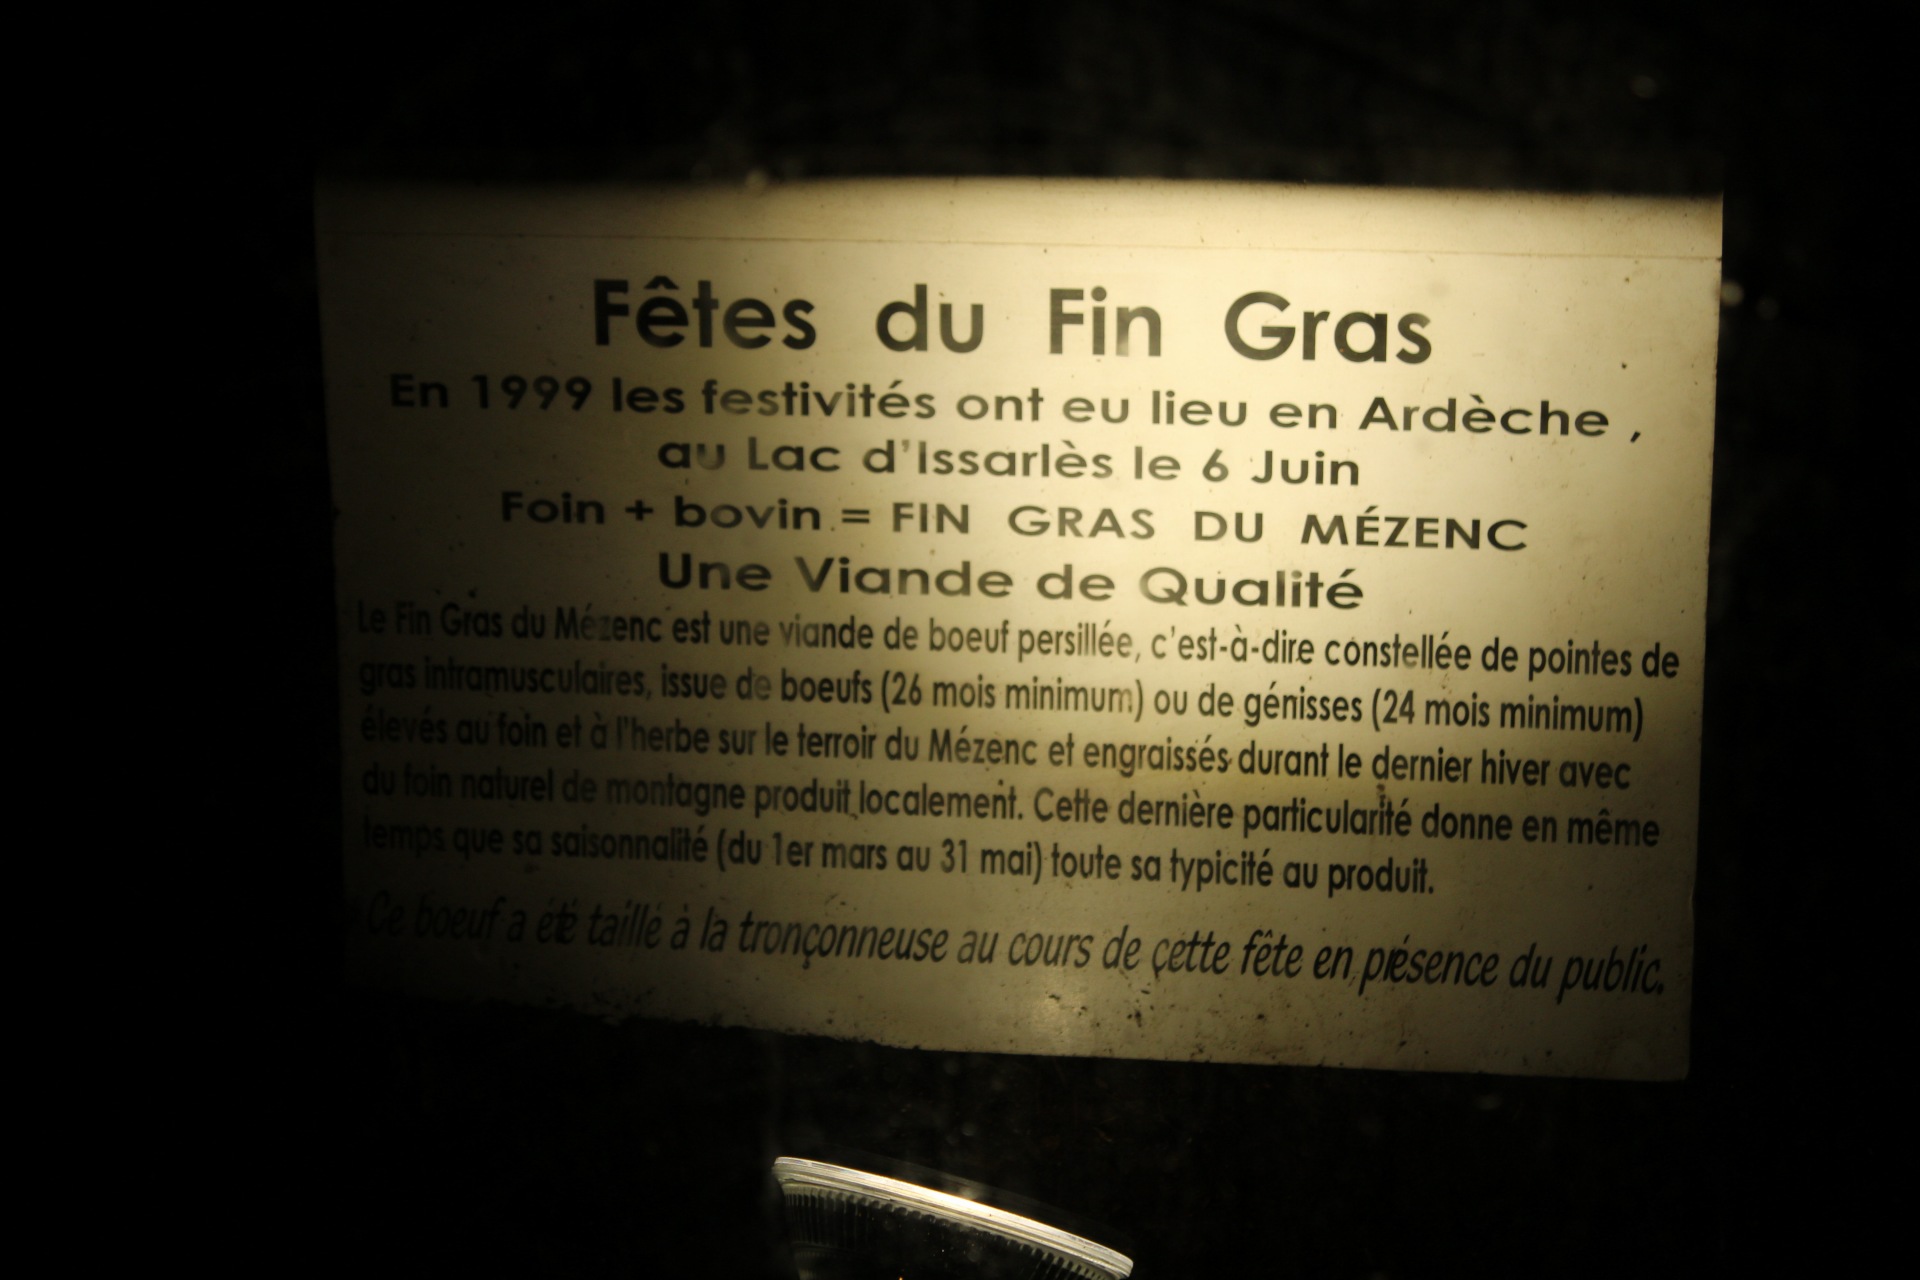 Fêtes du Fin Gras
En 1999 les festivités ont eu lieu en Ardèche ,
au Lac d'Issarlès le 6 Juin
Foin + bovin = FIN GRAS DU MÉZENC
Une Viande de Qualité
Le Fin Gras du Mézenc est une viande de boeuf persillée, c'est-à-dire constellée de pointes de
gras intramusculaires, issue de boeufs (26 mois minimum) ou de génisses (24 mois minimum)
élevés au foin et à l'herbe sur le terroir du Mézenc et engraissés durant le dernier hiver avec
du foin naturel de montagne produit localement. Cette dernière particularité donne en même
temps que sa saisonnalité (du 1er mars au 31 mai) toute sa typicité au produit.
Ce boeuf a été taillé à la tronçonneuse au cours de cette fête en présence du public.